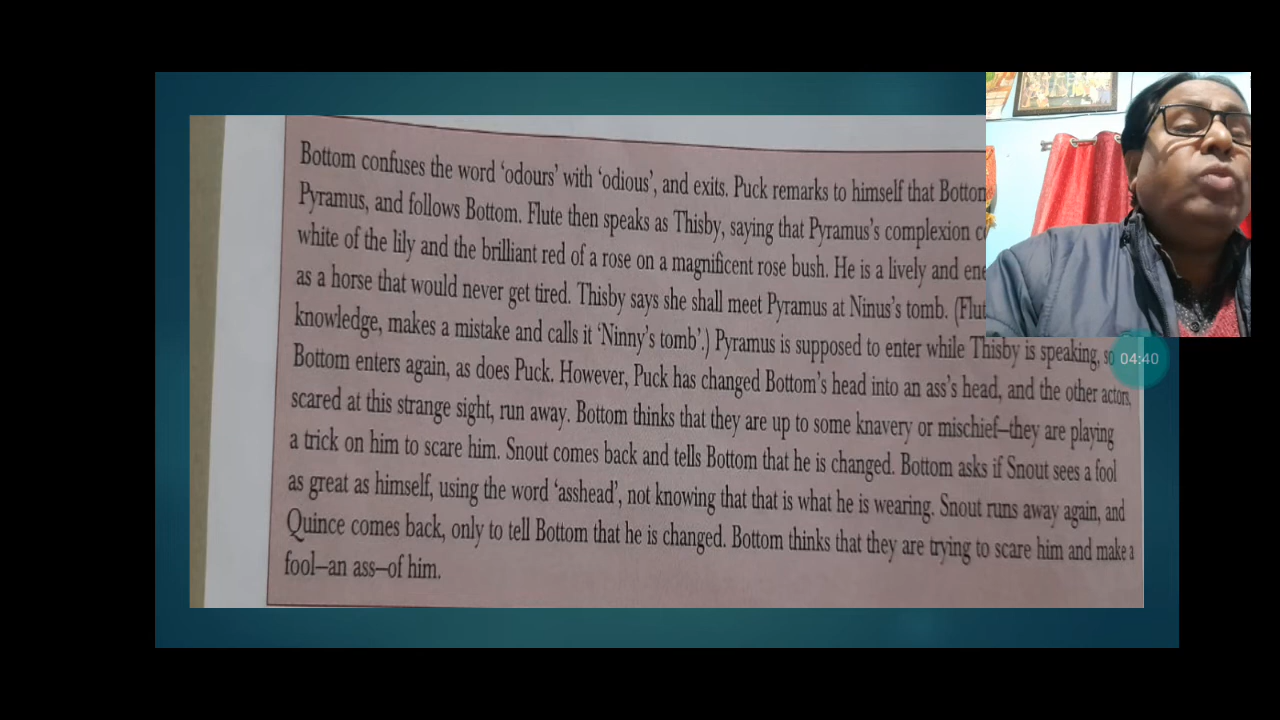 Bottom confuses the word ‘odours’ with ‘odious’, and exits. Puck remarks to himself that
Pyramus, and follows Bottom. Flute then speaks as Thisby, saying that Pyramus’s complexion
white of the lily and the brilliant red of a rose on a magnificent rose bush. He is a lively and
as a horse that would never get tired. Thisby says she shall meet Pyramus at Ninus’s tomb.
knowledge, makes a mistake and calls it ‘Ninny’s tomb’.) Pyramus is supposed to enter while Thisby is speaking, so
04:40
Bottom enters again, as does Puck. However, Puck has changed Bottom’s head into an ass’s head, and the other actors,
scared at this strange sight, run away. Bottom thinks that they are up to some knavery or mischief—they are playing
a trick on him to scare him. Snout comes back and tells Bottom that he is changed. Bottom asks if Snout sees a fool
as great as himself, using the word ‘asshead’, not knowing that that is what he is wearing. Snout runs away again, and
Quince comes back, only to tell Bottom that he is changed. Bottom thinks that they are trying to scare him and make a
fool—an ass—of him.